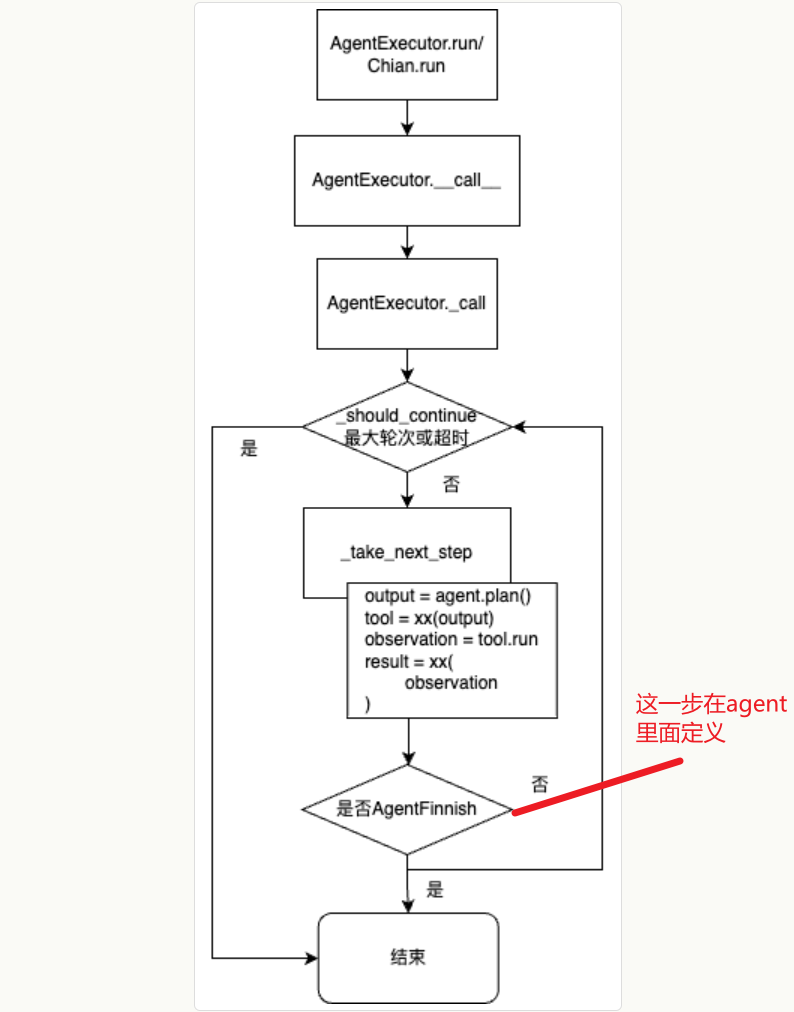 AgentExecutor.run/
Chian.run
AgentExecutor.__call__
AgentExecutor._call
_should_continue
最大轮次或超时
是
否
_take_next_step
output = agent.plan()
tool = xx(output)
observation = tool.run
result = xx(
observation
)
这一步在agent
里面定义
否
是否AgentFinnish
是
结束